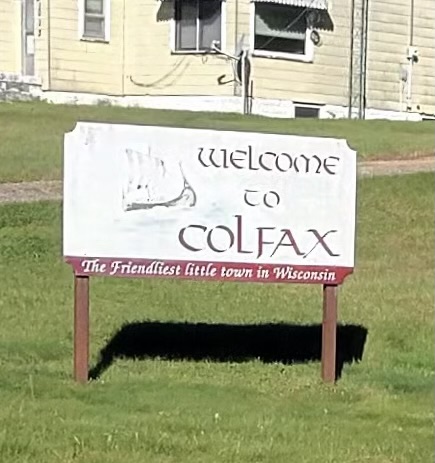 WELCOME
TO
COLFAX
The Friendliest little town in Wisconsin